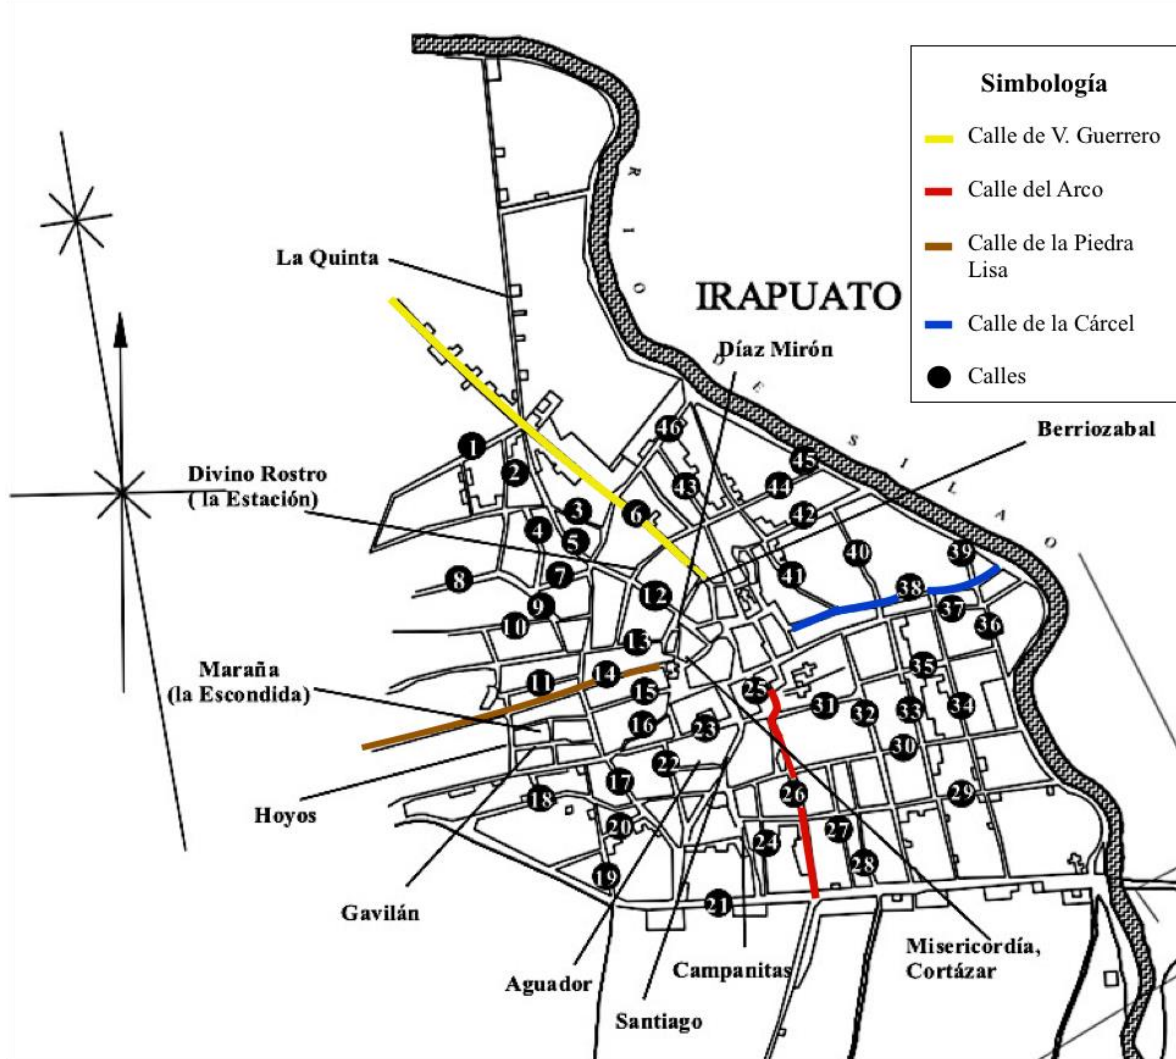 Simbología
Calle de V. Guerrero
Calle del Arco
Calle de la Piedra
Lisa
Calle de la Cárcel
Calles
IRAPUATO
RIO DE SILAO
La Quinta
Díaz Mirón
Berriozabal
Divino Rostro
( la Estación)
Maraña
(la Escondida)
Hoyos
Gavilán
Aguador
Santiago
Campanitas
Misericordía,
Cortázar
1
2
3
4
5
6
7
8
9
10
11
12
13
14
15
16
17
18
19
20
21
22
23
24
25
26
27
28
29
30
31
32
33
34
35
36
37
38
39
40
41
42
43
44
45
46